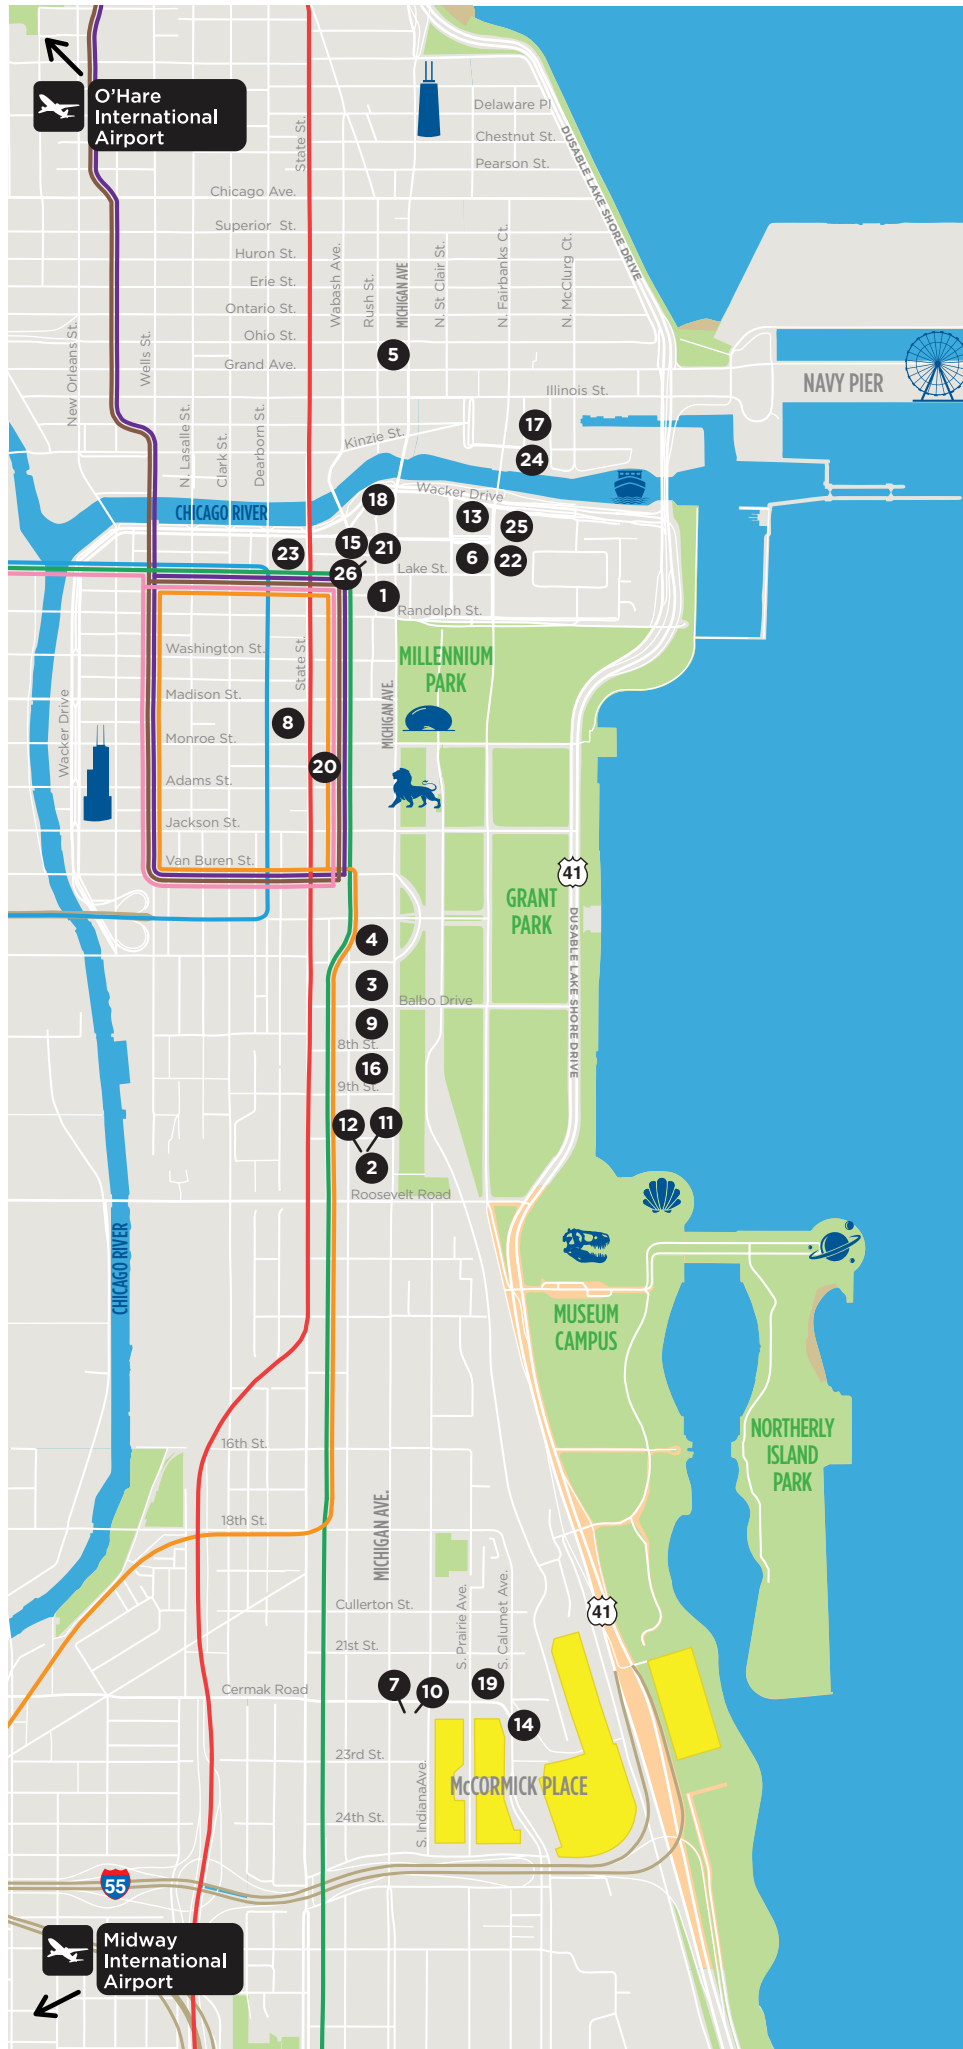 O'Hare
International
Airport
Delaware Pl
Chestnut St.
Pearson St.
State St.
DUSABLE LAKE SHORE DRIVE
Chicago Ave.
Superior St.
Huron St.
Erie St.
Ontario St.
Ohio St.
Grand Ave.
Wabash Ave.
Rush St.
MICHIGAN AVE
N. St Clair St.
N. Fairbanks Ct.
N. McClurg Ct.
New Orleans St.
Wells St.
5
Illinois St.
NAVY PIER
N. Lasalle St.
Clark St.
Dearborn St.
Kinzie St.
17
24
Wacker Drive
18
CHICAGO RIVER
13
25
15
21
23
6
22
26
Lake St.
1
Randolph St.
Washington St.
State St.
MILLENNIUM
PARK
Madison St.
MICHIGAN AVE.
Wacker Drive
8
Monroe St.
20
Adams St.
Jackson St.
Van Buren St.
41
GRANT
PARK
DUSABLE LAKE SHORE DRIVE
4
3
Balbo Drive
9
8th St.
16
9th St.
12
11
2
Roosevelt Road
CHICAGO RIVER
MUSEUM
CAMPUS
NORTHERLY
ISLAND
PARK
16th St.
18th St.
MICHIGAN AVE.
Cullerton St.
S. Prairie Ave.
S. Calumet Ave.
41
21st St.
Cermak Road
7
10
19
14
23rd St.
McCORMICK PLACE
24th St.
S. IndianaAve.
55
Midway
International
Airport